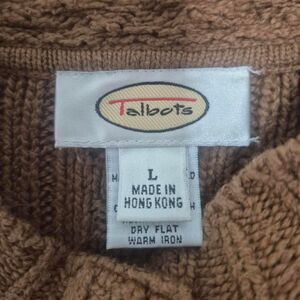 Talbots
L
MADE IN
HONG KONG
DRY FLAT
WARM IRON